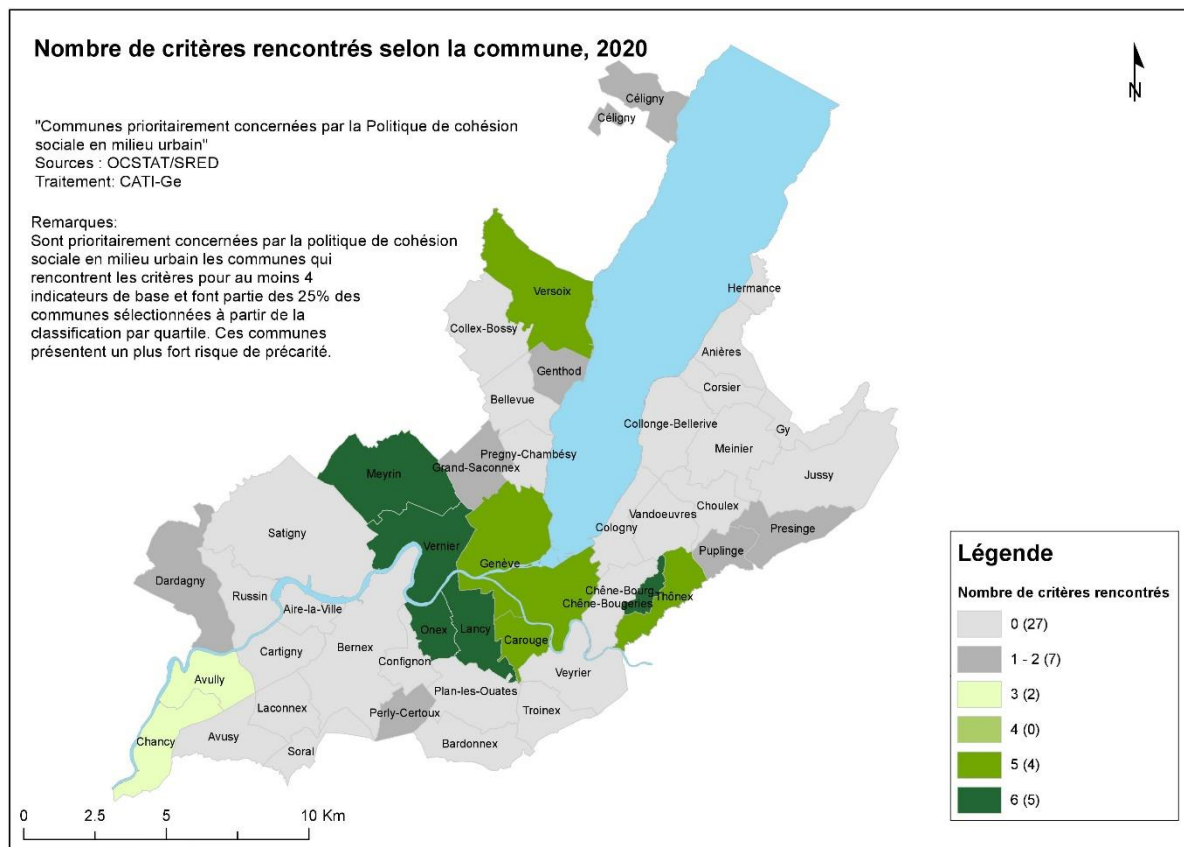 Nombre de critères rencontrés selon la commune, 2020
N
"Communes prioritairement concernées par la Politique de cohésion
sociale en milieu urbain"
Sources : OCSTAT/SRED
Traitement: CATI-Ge
Remarques:
Sont prioritairement concernées par la politique de cohésion
sociale en milieu urbain les communes qui
rencontrent les critères pour au moins 4
indicateurs de base et font partie des 25% des
communes sélectionnées à partir de la
classification par quartile. Ces communes
présentent un plus fort risque de précarité.
Céligny
Céligny
Versoix
Hermance
Collex-Bossy
Anières
Genthod
Corsier
Bellevue
Collonge-Bellerive
Gy
Meinier
Pregny-Chambésy
Grand-Saconnex
Meyrin
Jussy
Choulex
Vandoeuvres
Cologny
Presinge
Satigny
Vernier
Puplinge
Genève
Dardagny
Chêne-Bourg
Thônex
Russin
Chêne-Bougeries
Aire-la-Ville
Onex
Lancy
Carouge
Bernex
Cartigny
Confignon
Veyrier
Avully
Plan-les-Ouates
Laconnex
Perly-Certoux
Troinex
Chancy
Avusy
Soral
Bardonnex
Légende
Nombre de critères rencontrés
0 (27)
1 - 2 (7)
3 (2)
4 (0)
5 (4)
6 (5)
0 2.5 5 10 Km